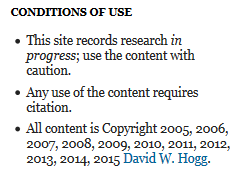 CONDITIONS OF USE
• This site records research in
progress; use the content with
caution.
• Any use of the content requires
citation.
• All content is Copyright 2005, 2006,
2007, 2008, 2009, 2010, 2011, 2012,
2013, 2014, 2015 David W. Hogg.